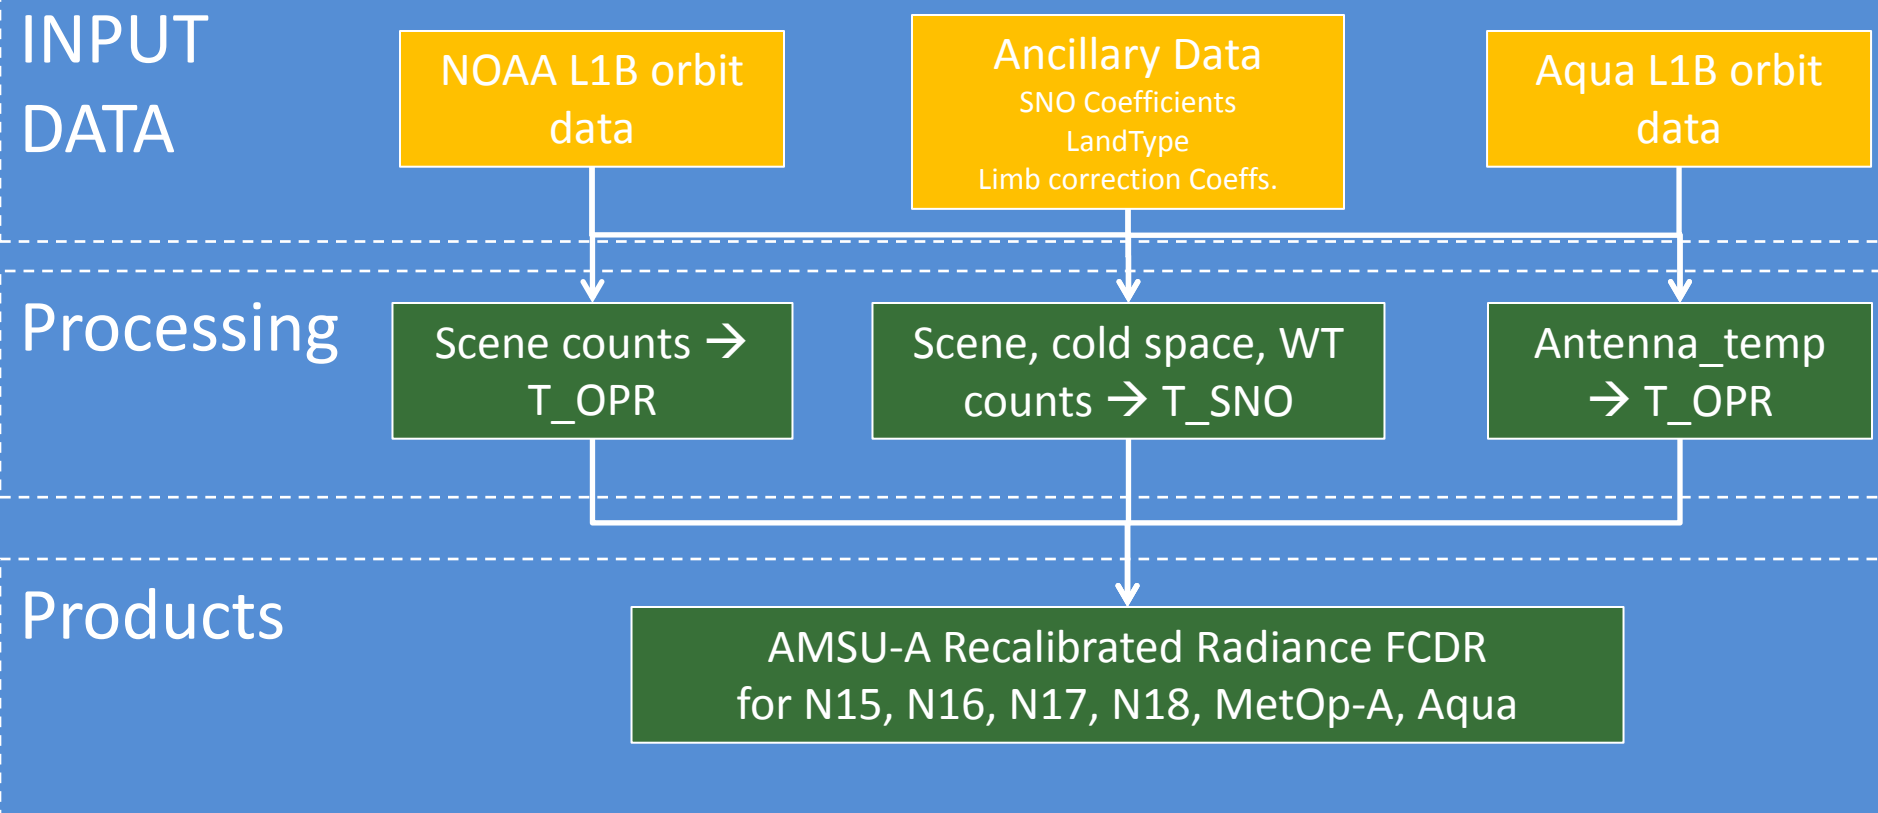 INPUT
DATA
NOAA L1B orbit
data
Ancillary Data
SNO Coefficients
LandType
Limb correction Coeffs.
Aqua L1B orbit
data
Processing
Scene counts →
T_OPR
Scene, cold space, WT
counts → T_SNO
Antenna_temp
→ T_OPR
Products
AMSU-A Recalibrated Radiance FCDR
for N15, N16, N17, N18, MetOp-A, Aqua